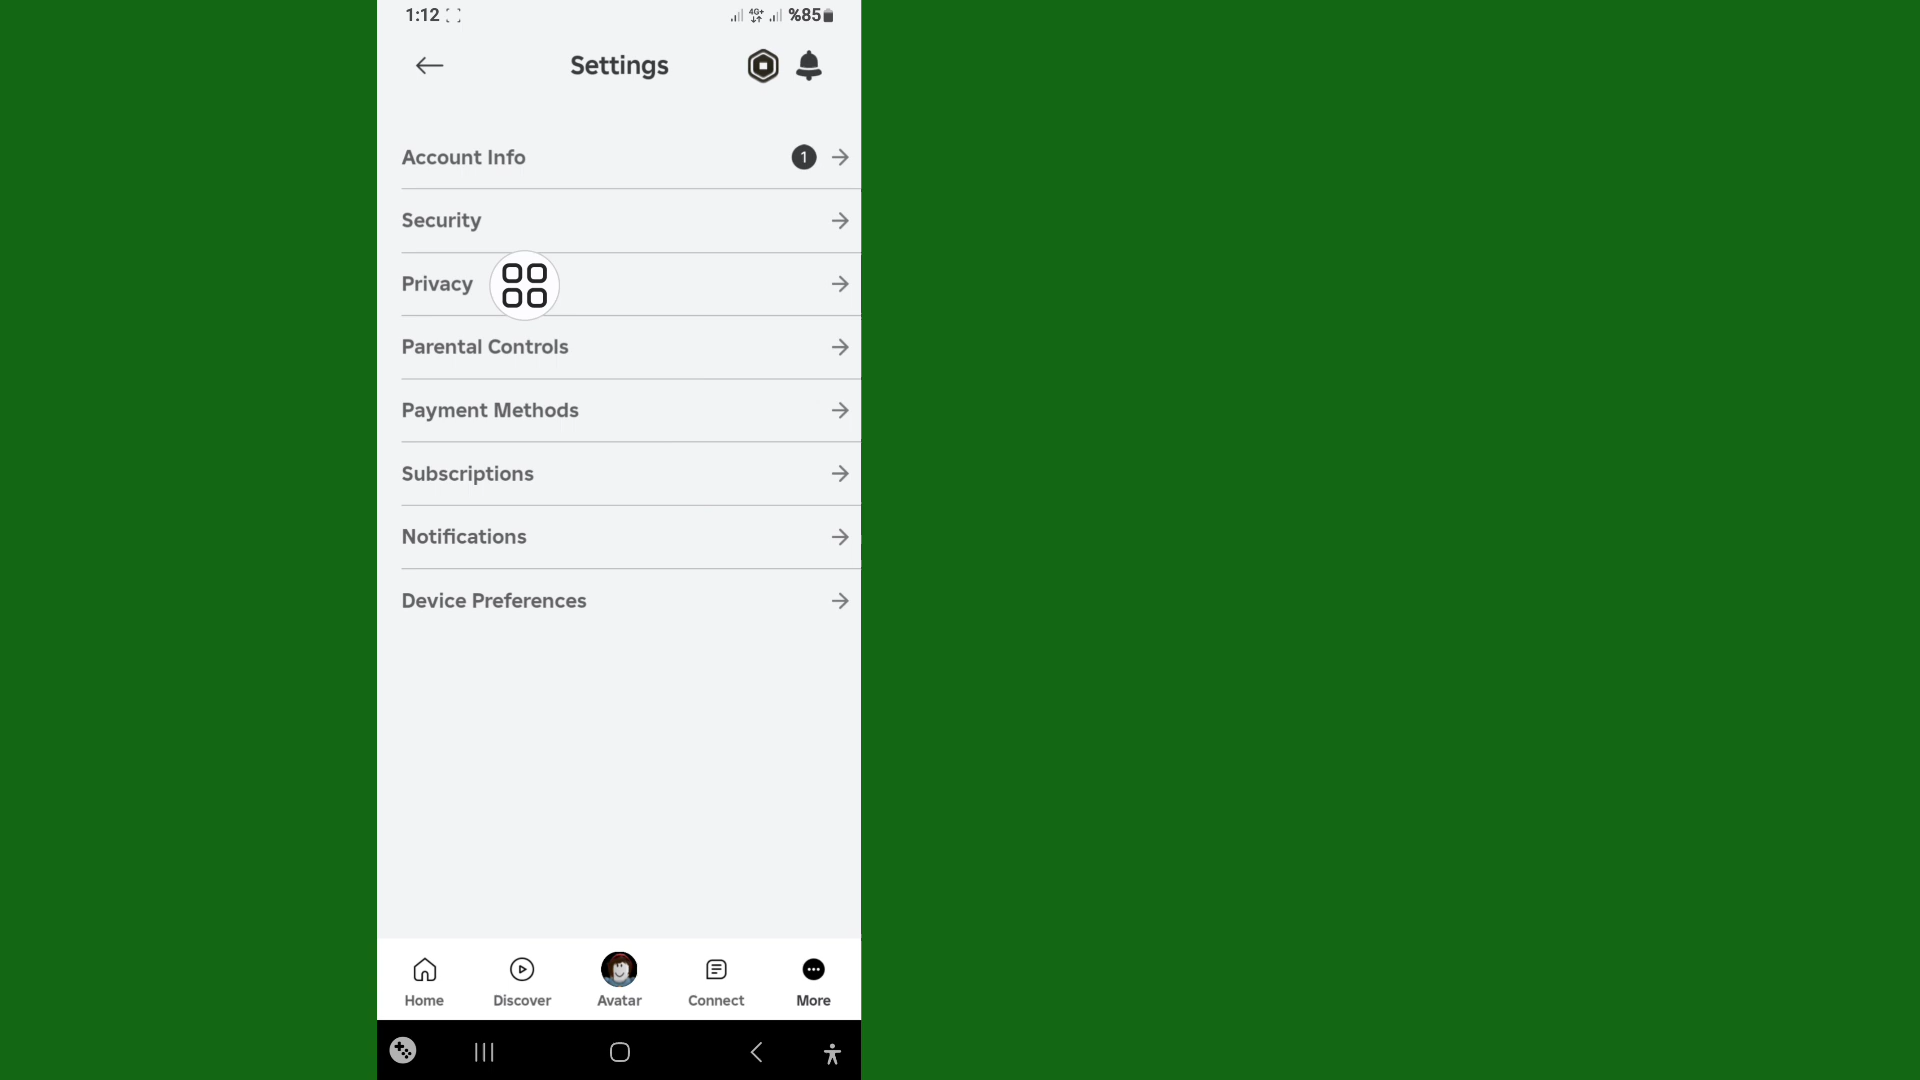 1:12 4G+ %85
Settings
Account Info 1
Security
Privacy
Parental Controls
Payment Methods
Subscriptions
Notifications
Device Preferences
Home Discover Avatar Connect More